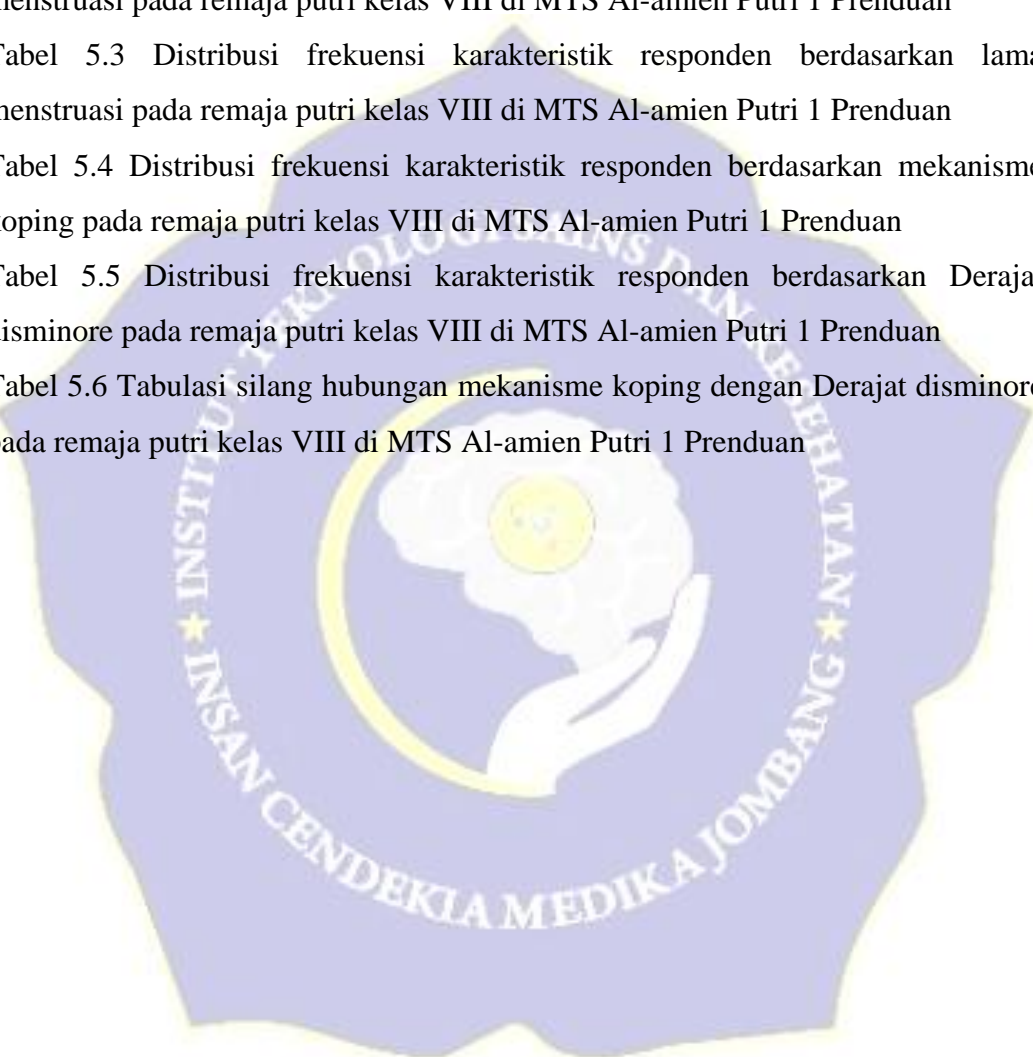 menstruasi pada remaja putri kelas VIII di MTS Al-amien Putri 1 Prenduan
Tabel 5.3 Distribusi frekuensi karakteristik responden berdasarkan lama
menstruasi pada remaja putri kelas VIII di MTS Al-amien Putri 1 Prenduan
Tabel 5.4 Distribusi frekuensi karakteristik responden berdasarkan mekanisme
koping pada remaja putri kelas VIII di MTS Al-amien Putri 1 Prenduan
Tabel 5.5 Distribusi frekuensi karakteristik responden berdasarkan Deraja
disminore pada remaja putri kelas VIII di MTS Al-amien Putri 1 Prenduan
Tabel 5.6 Tabulasi silang hubungan mekanisme koping dengan Derajat disminore
pada remaja putri kelas VIII di MTS Al-amien Putri 1 Prenduan
INSTITUT TEKNOLOGI SAINS DAN KESEHATAN
INSAN CENDEKIA MEDIKA JOMBANG